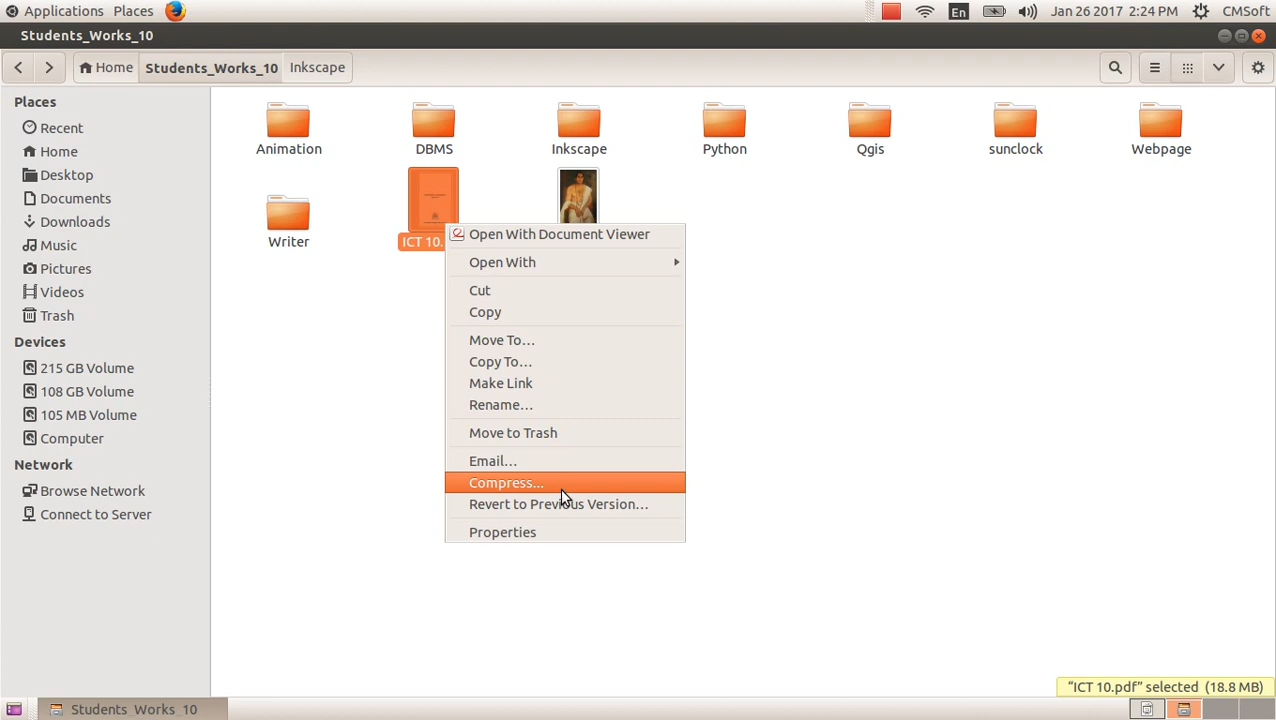 Applications Places En Jan 26 2017 2:24 PM CMSoft
Students_Works_10
Home Students_Works_10 Inkscape
Places
Recent
Home
Desktop
Documents
Downloads
Music
Pictures
Videos
Trash
Devices
215 GB Volume
108 GB Volume
105 MB Volume
Computer
Network
Browse Network
Connect to Server
Animation DBMS Inkscape Python Qgis sunclock Webpage
Writer ICT 10.
Open With Document Viewer
Open With
Cut
Copy
Move To...
Copy To...
Make Link
Rename...
Move to Trash
Email...
Compress...
Revert to Previous Version...
Properties
“ICT 10.pdf” selected (18.8 MB)
Students_Works_10